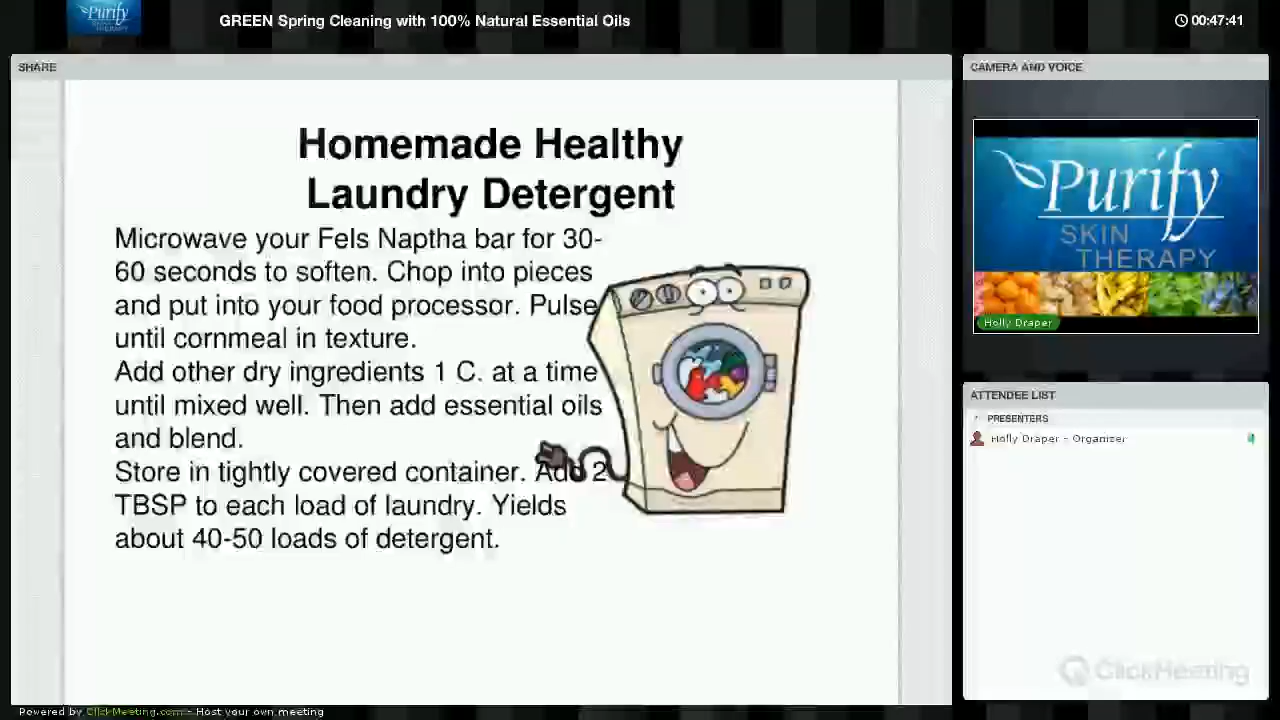 Purify
SKIN
THERAPY
GREEN Spring Cleaning with 100% Natural Essential Oils
00:47:41
SHARE
Homemade Healthy
Laundry Detergent
Microwave your Fels Naptha bar for 30-
60 seconds to soften. Chop into pieces
and put into your food processor. Pulse
until cornmeal in texture.
Add other dry ingredients 1 C. at a time
until mixed well. Then add essential oils
and blend.
Store in tightly covered container. Add 2
TBSP to each load of laundry. Yields
about 40-50 loads of detergent.
CAMERA AND VOICE
Purify
SKIN
THERAPY
Holly Draper
ATTENDEE LIST
PRESENTERS
Holly Draper - Organizer
ClickMeeting
Powered by ClickMeeting.com - Host your own meeting